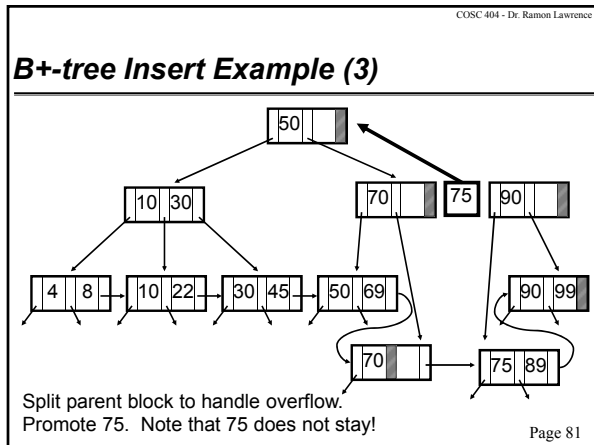 COSC 404 - Dr. Ramon Lawrence
B+-tree Insert Example (3)
50
10 30
70
75
90
4 8
10 22
30 45
50 69
90 99
70
75 89
Split parent block to handle overflow.
Promote 75. Note that 75 does not stay!
Page 81